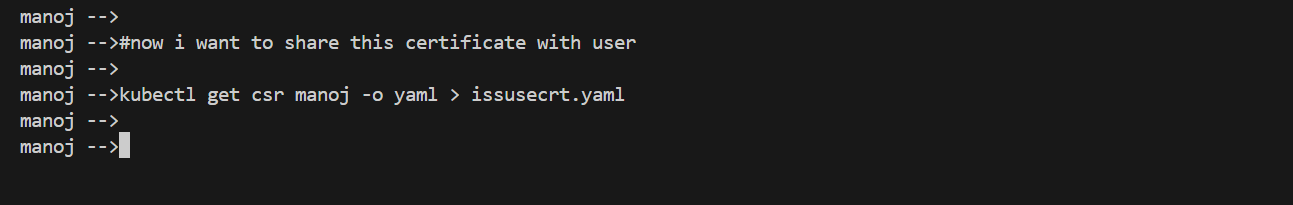 manoj -->
manoj -->#now i want to share this certificate with user
manoj -->
manoj -->kubectl get csr manoj -o yaml > issusecrt.yaml
manoj -->
manoj -->